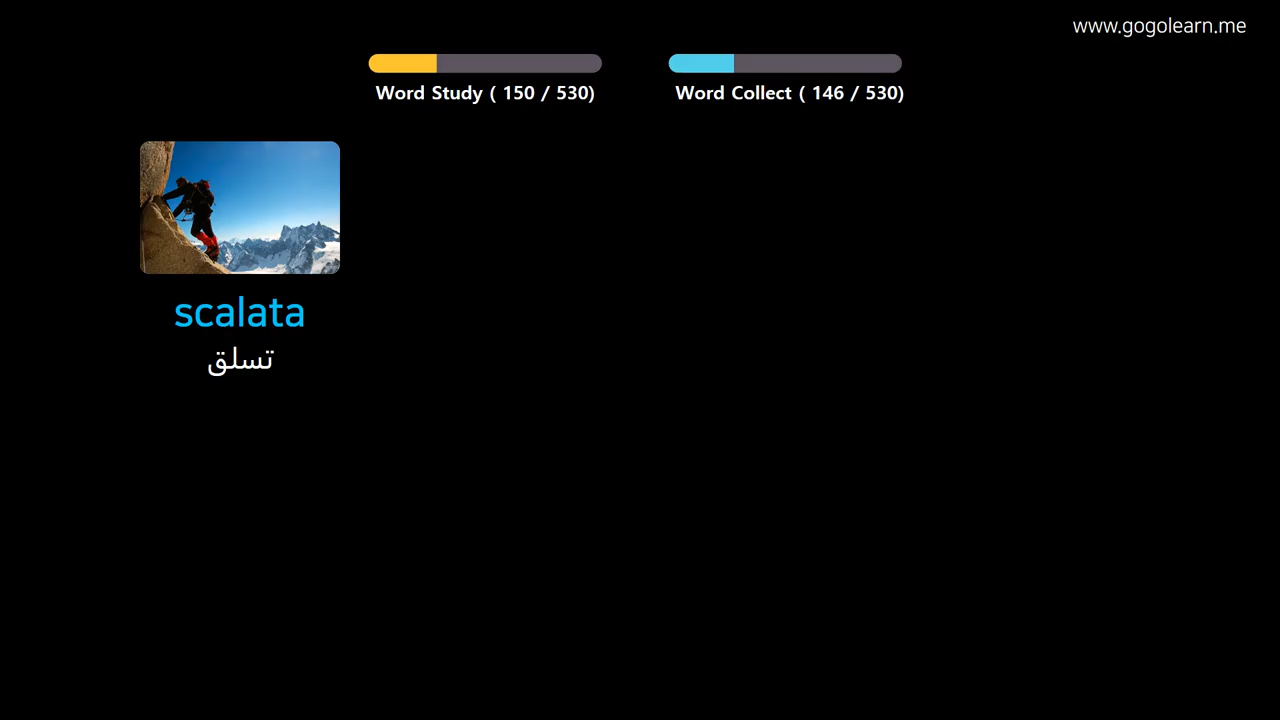 www.gogolearn.me
Word Study ( 150 / 530)
Word Collect ( 146 / 530)
scalata
تسلق